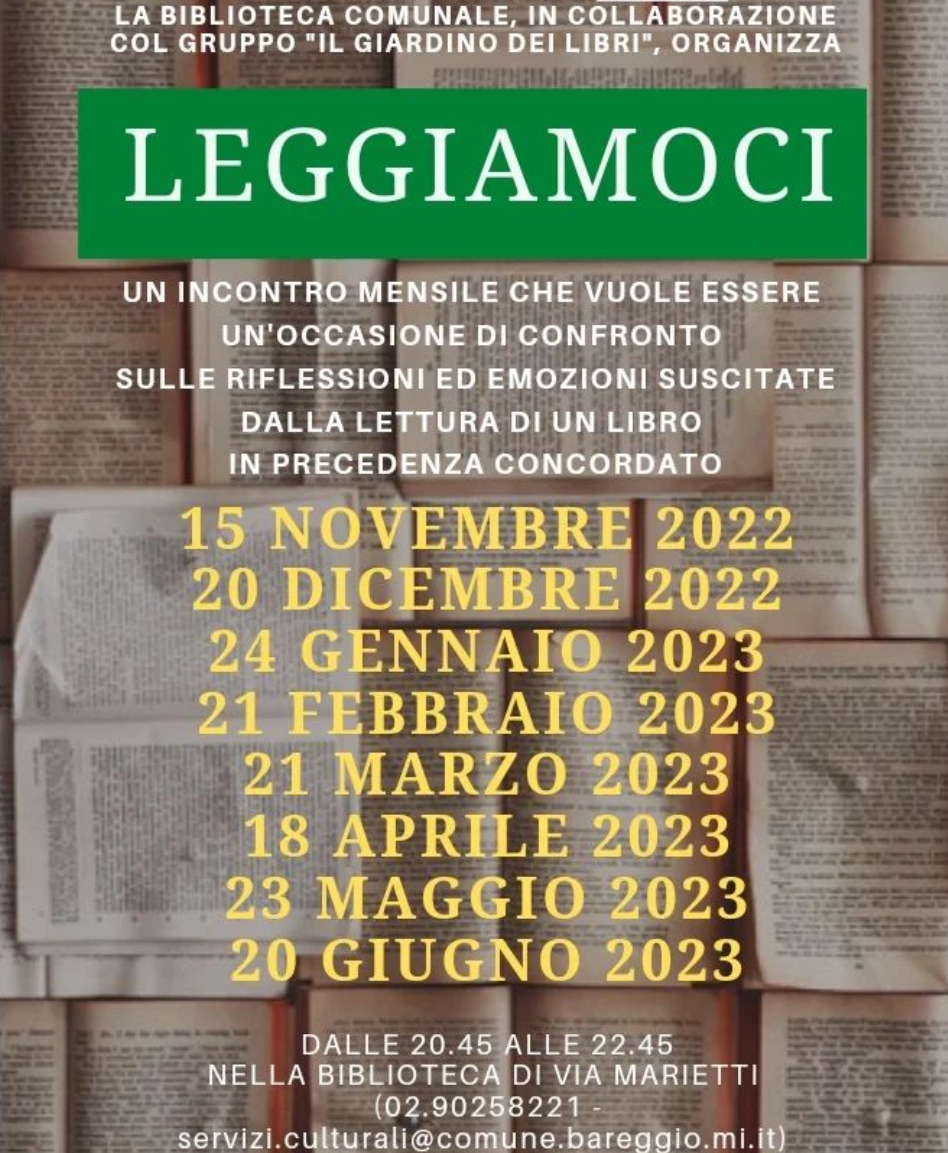 LA BIBLIOTECA COMUNALE, IN COLLABORAZIONE
COL GRUPPO "IL GIARDINO DEI LIBRI", ORGANIZZA
LEGGIAMOCI
UN INCONTRO MENSILE CHE VUOLE ESSERE
UN'OCCASIONE DI CONFRONTO
SULLE RIFLESSIONI ED EMOZIONI SUSCITATE
DALLA LETTURA DI UN LIBRO
IN PRECEDENZA CONCORDATO
15 NOVEMBRE 2022
20 DICEMBRE 2022
24 GENNAIO 2023
21 FEBBRAIO 2023
21 MARZO 2023
18 APRILE 2023
23 MAGGIO 2023
20 GIUGNO 2023
DALLE 20.45 ALLE 22.45
NELLA BIBLIOTECA DI VIA MARIETTI
(02.90258221 -
servizi.culturali@comune.bareggio.mi.it)